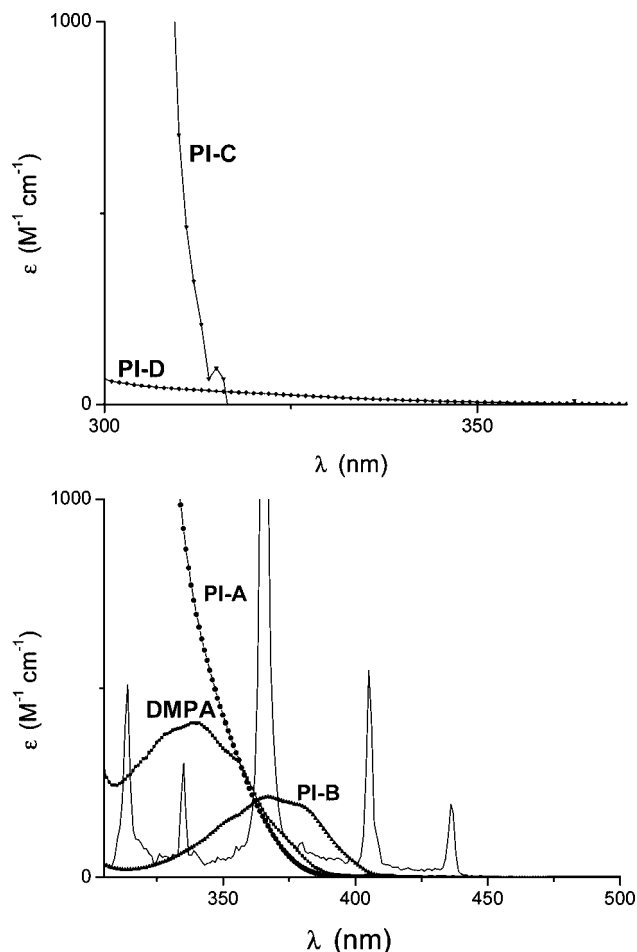 1000
PI-C
ε (M⁻¹ cm⁻¹)
PI-D
0
300
350
λ (nm)
1000
PI-A
DMPA
ε (M⁻¹ cm⁻¹)
PI-B
0
350
400
450
500
λ (nm)